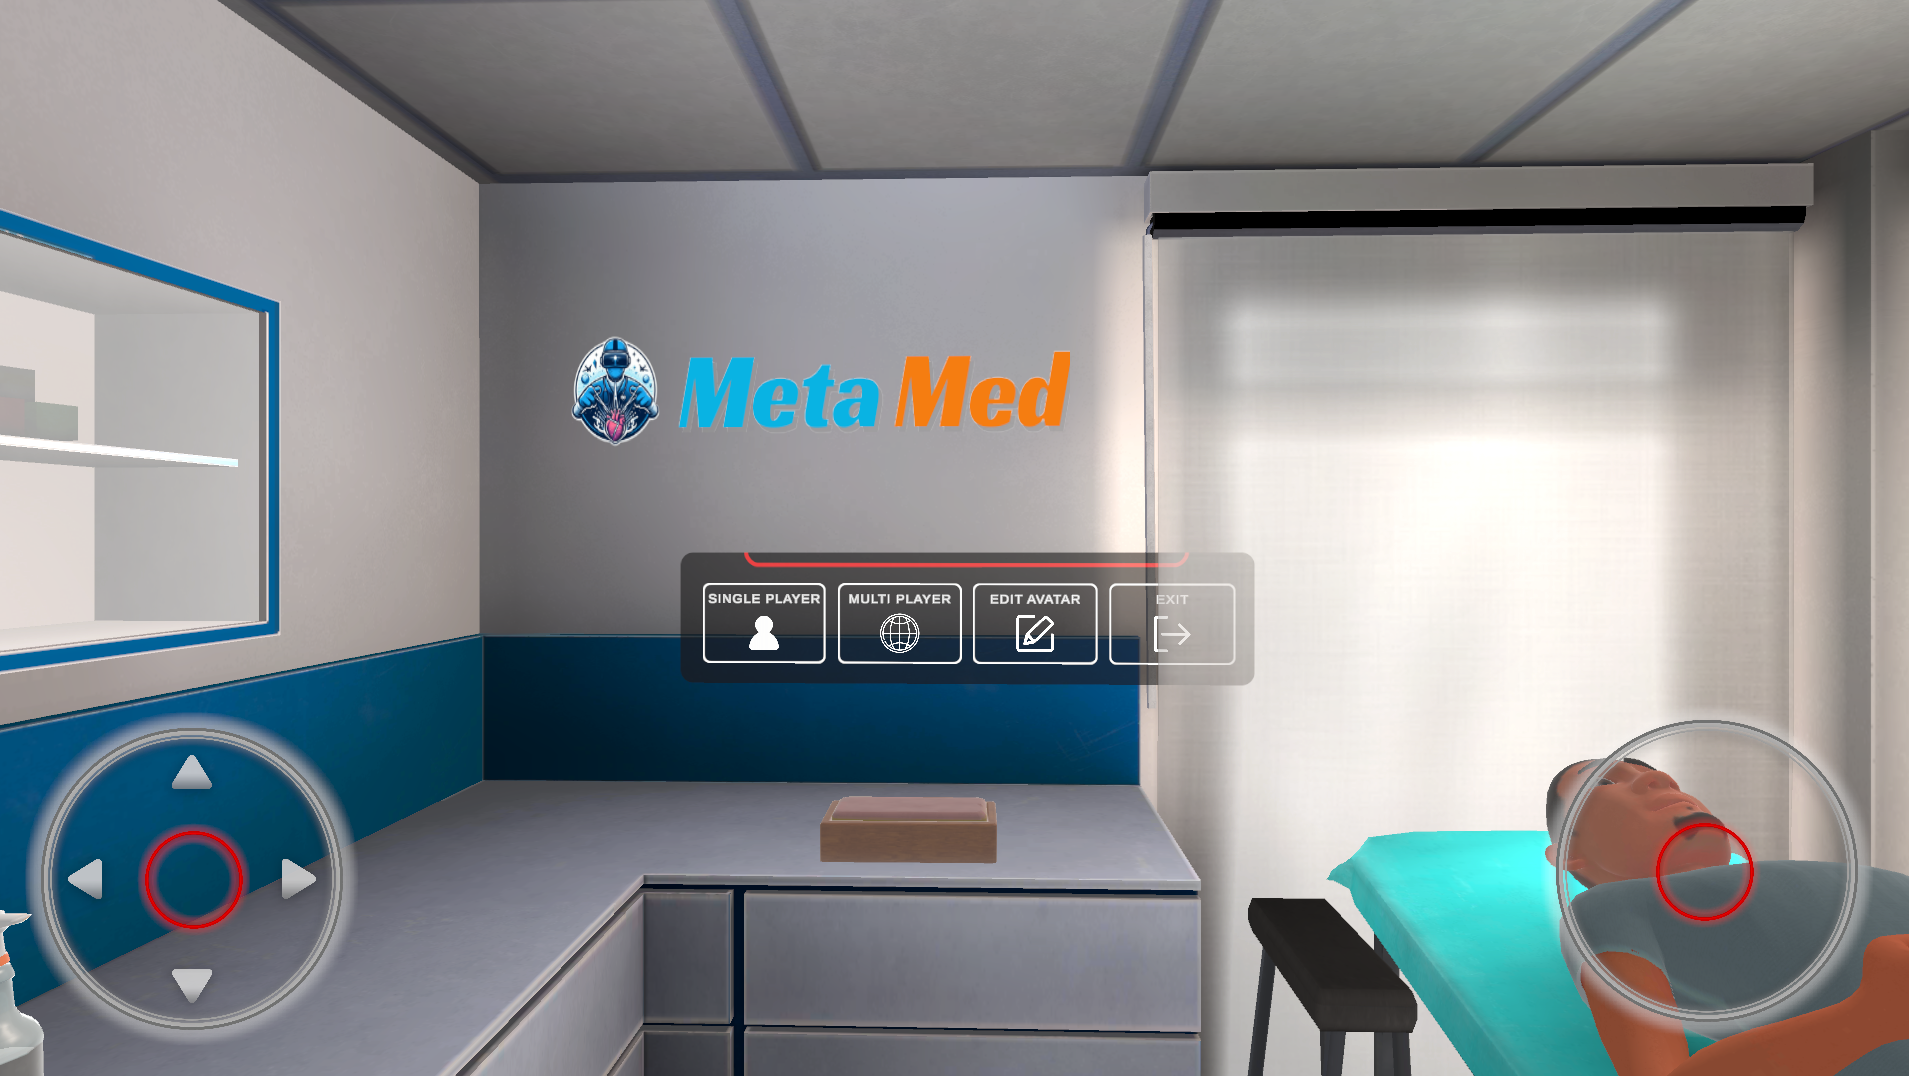 Meta Med
SINGLE PLAYER
MULTI PLAYER
EDIT AVATAR
EXIT